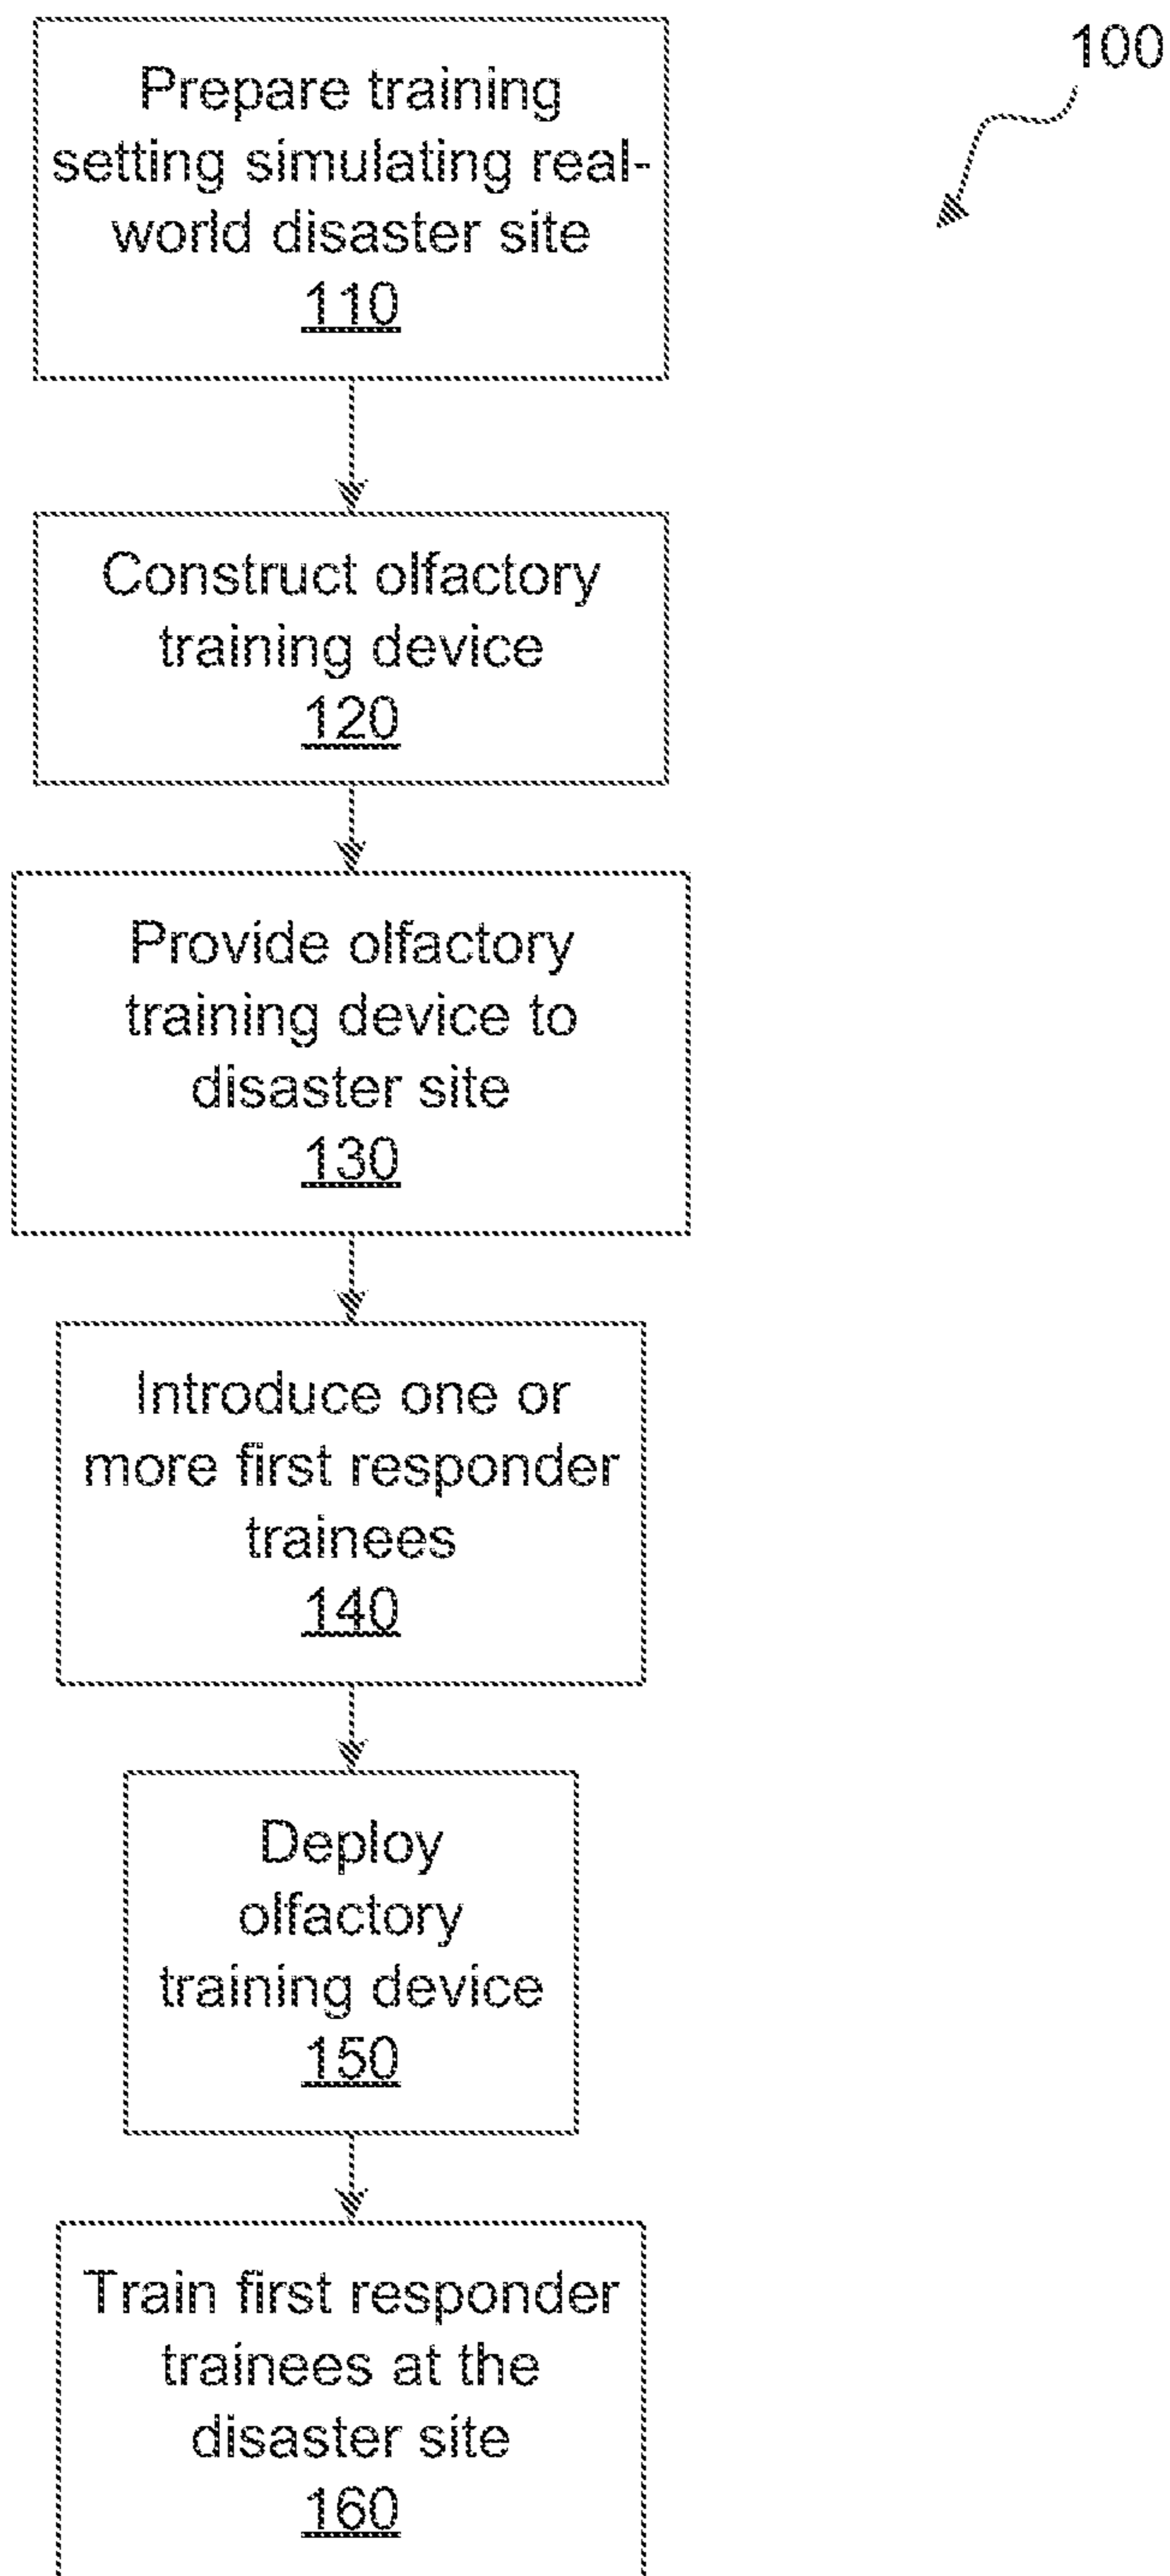 100
Prepare training
setting simulating real-
world disaster site
110
Construct olfactory
training device
120
Provide olfactory
training device to
disaster site
130
Introduce one or
more first responder
trainees
140
Deploy
olfactory
training device
150
Train first responder
trainees at the
disaster site
160